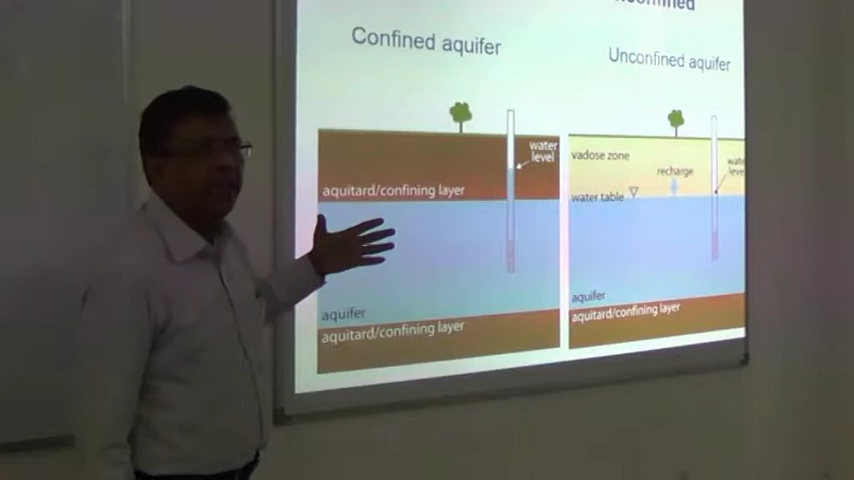 Confined aquifer
water
level
aquitard/confining layer
aquifer
aquitard/confining layer
Unconfined aquifer
vadose zone
recharge
water table
aquifer
aquitard/confining layer